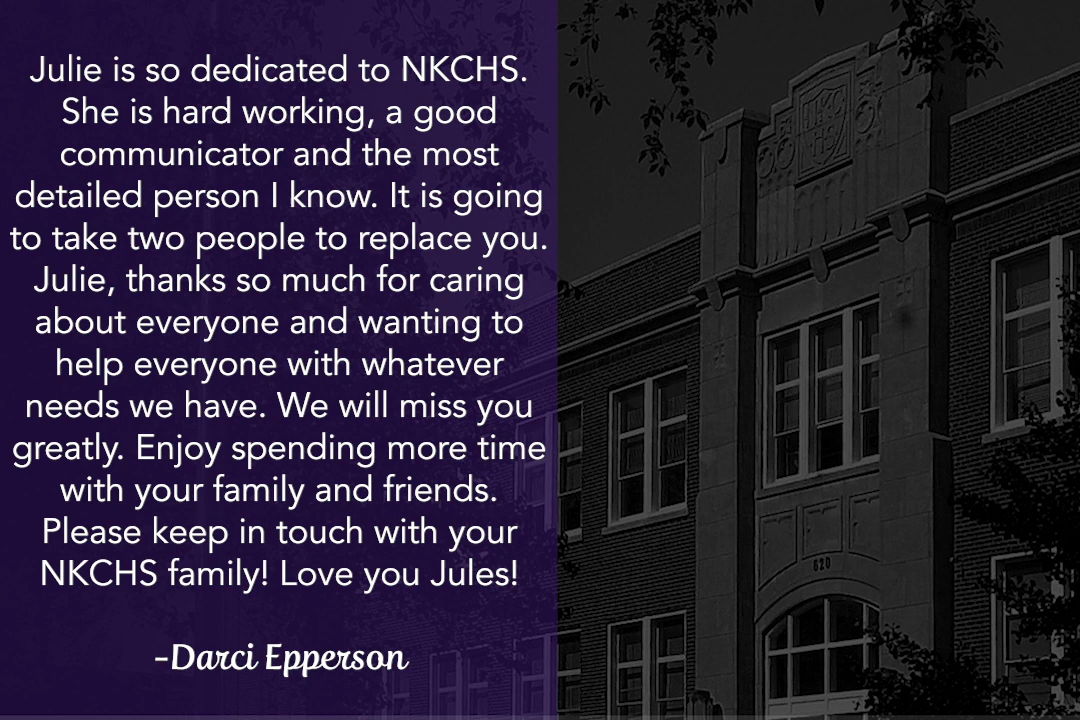 Julie is so dedicated to NKCHS.
She is hard working, a good
communicator and the most
detailed person I know. It is going
to take two people to replace you.
Julie, thanks so much for caring
about everyone and wanting to
help everyone with whatever
needs we have. We will miss you
greatly. Enjoy spending more time
with your family and friends.
Please keep in touch with your
NKCHS family! Love you Jules!
-Darci Epperson
NKC
HS
620